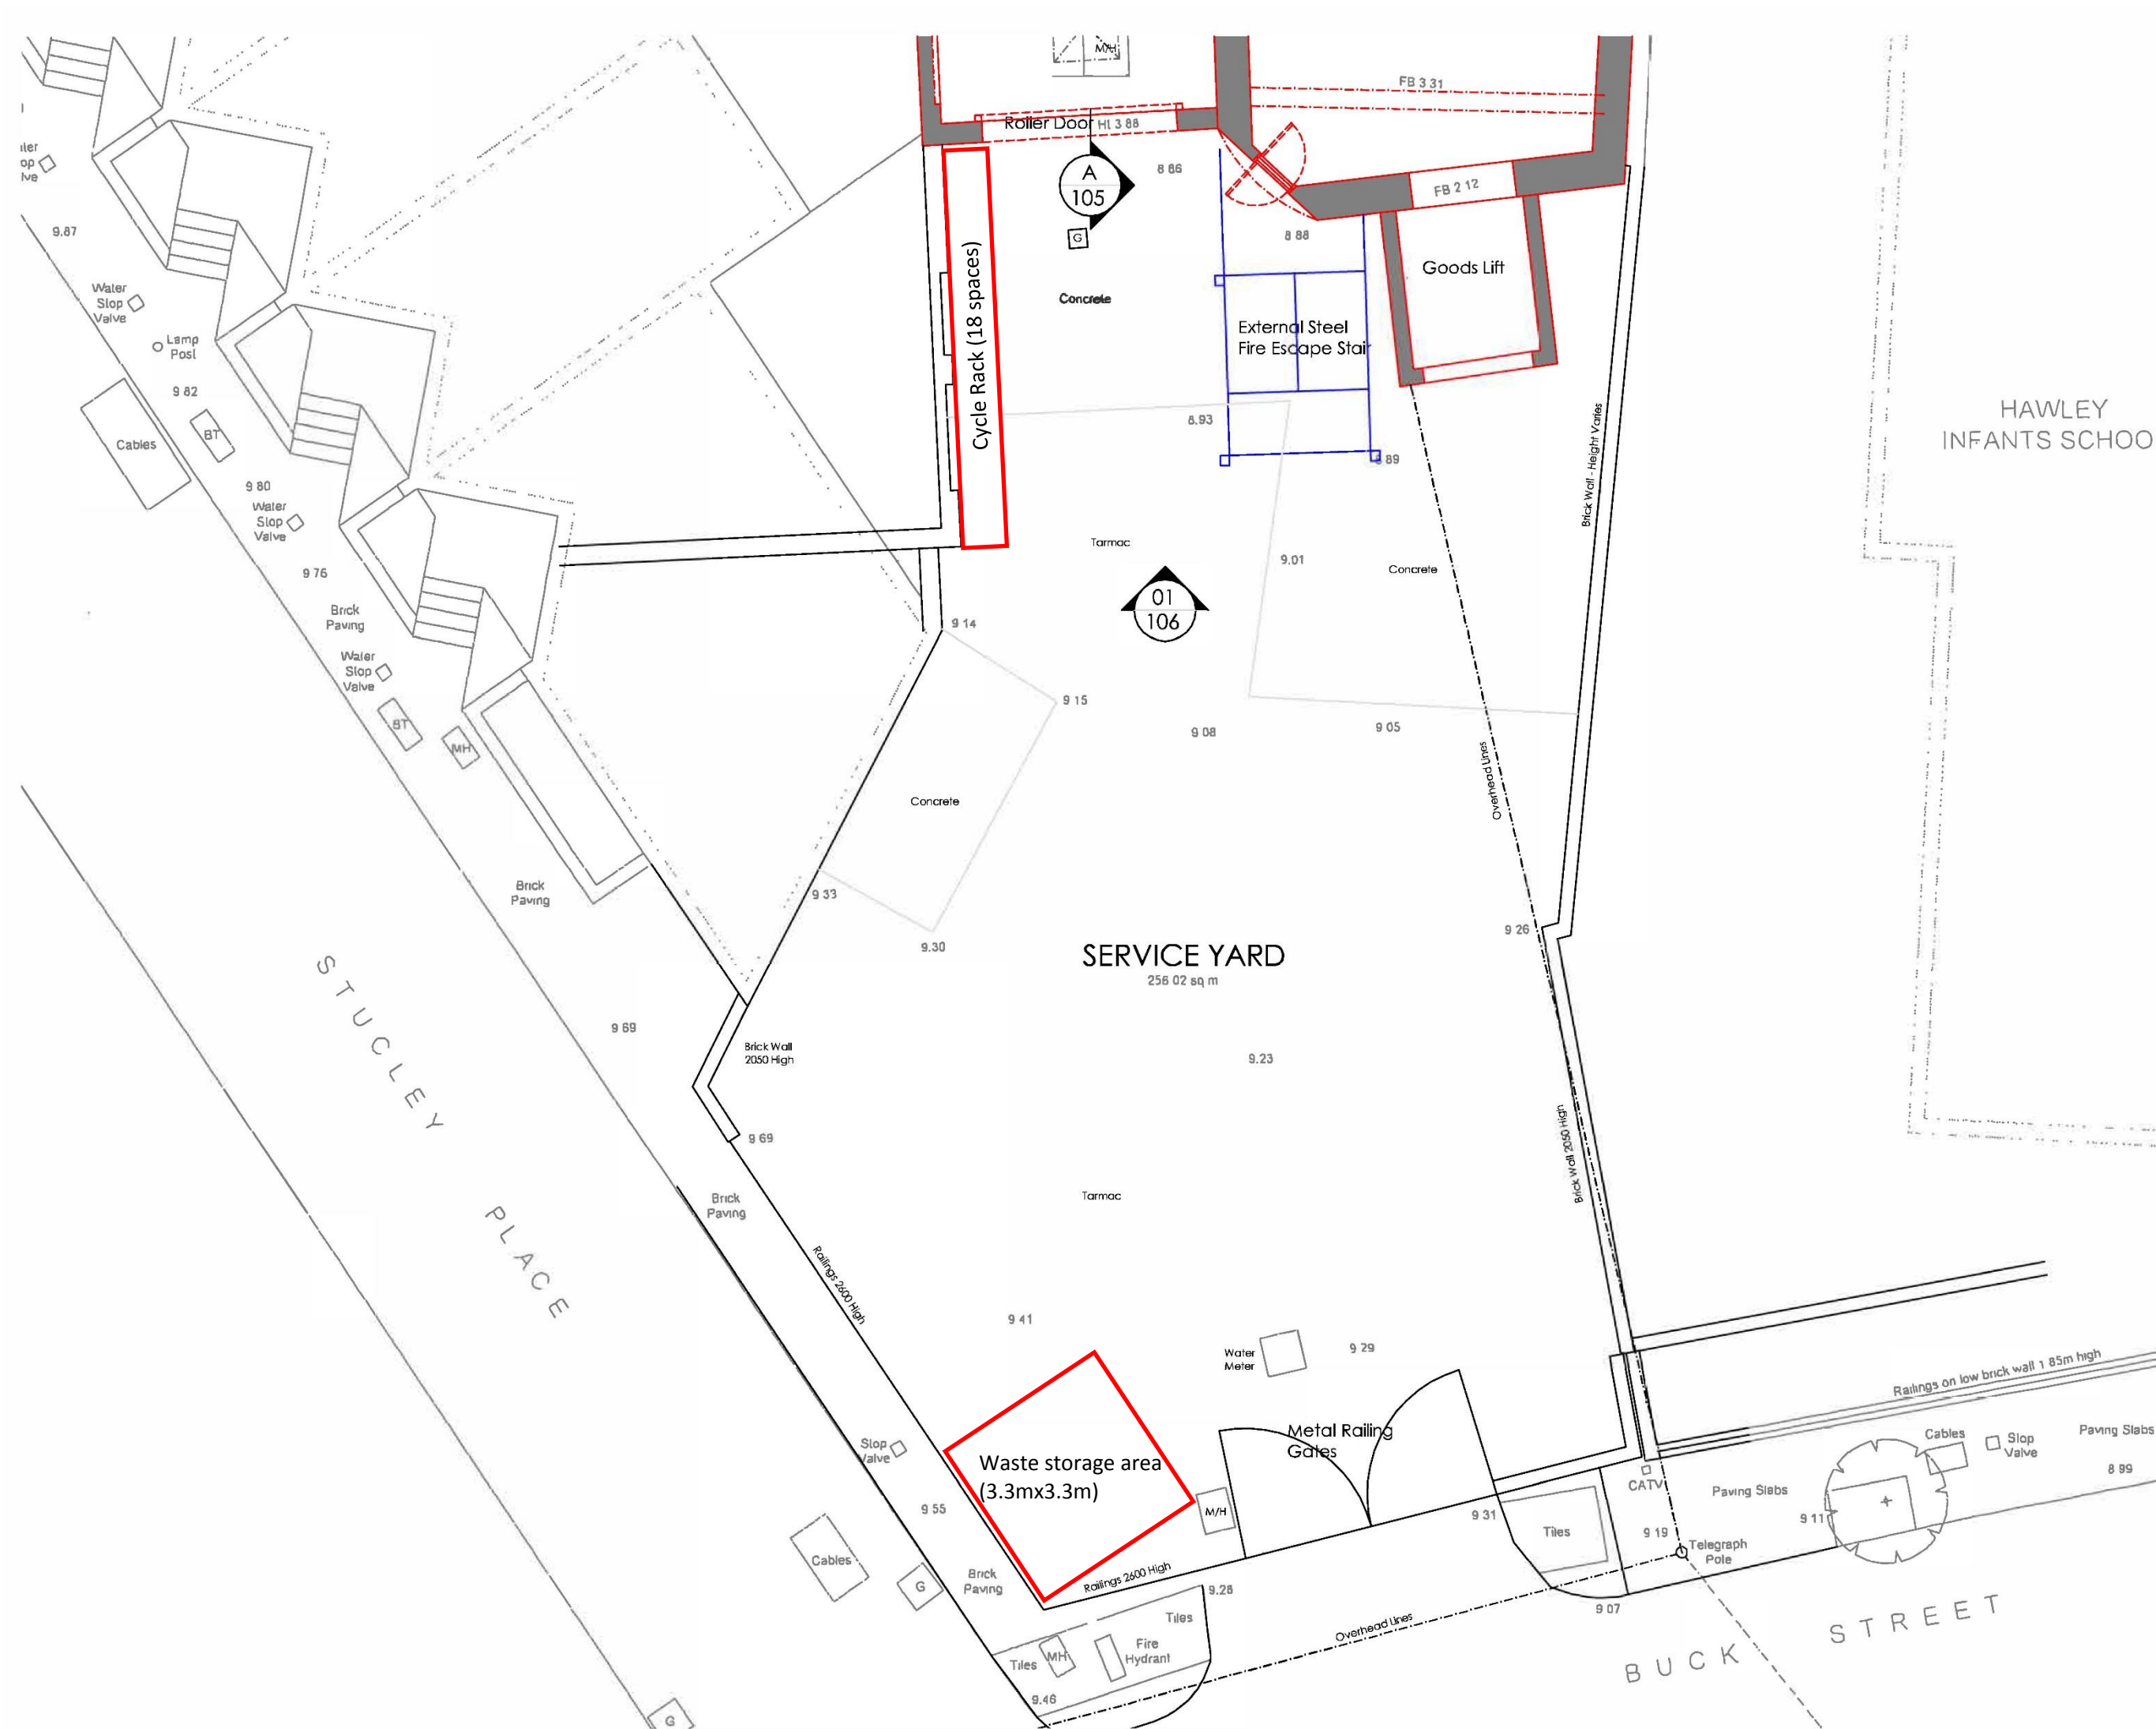 M/H
FB 3 31
Roller Door
HI 3 88
A
105
8 86
FB 2 12
9.87
G
8 88
Goods Lift
Water
Stop
Valve
Concrete
Cycle Rack (18 spaces)
External Steel
Fire Escape Stair
Lamp
Post
9 82
BT
Cables
HAWLEY
INFANTS SCHOO
8.93
Brick Wall - Height Varies
9 80
Water
Stop
Valve
Tarmac
9.01
Concrete
9 76
Brick
Paving
01
106
9 14
Water
Stop
Valve
BT
MH
9 15
9 08
9 05
Overhead Lines
Concrete
Brick
Paving
9 33
9.30
9 26
SERVICE YARD
256 02 sq m
STUCLEY PLACE
9 69
Brick Wall
2050 High
9.23
9 69
Brick Wall 2050 High
Brick
Paving
Tarmac
Railings 2600 High
9 41
Water
Meter
9 29
Railings on low brick wall 1 85m high
Metal Railing
Gates
Stop
Valve
Waste storage area
(3.3mx3.3m)
Cables
Stop
Valve
Paving Slabs
8 99
CATV
Paving Slabs
9 55
M/H
9 31
Tiles
9 19
9 11
Telegraph
Pole
Cables
G
Brick
Paving
Railings 2600 High
9.28
9 07
Tiles
Overhead Lines
BUCK STREET
Fire
Hydrant
Tiles
MH
9.46
G